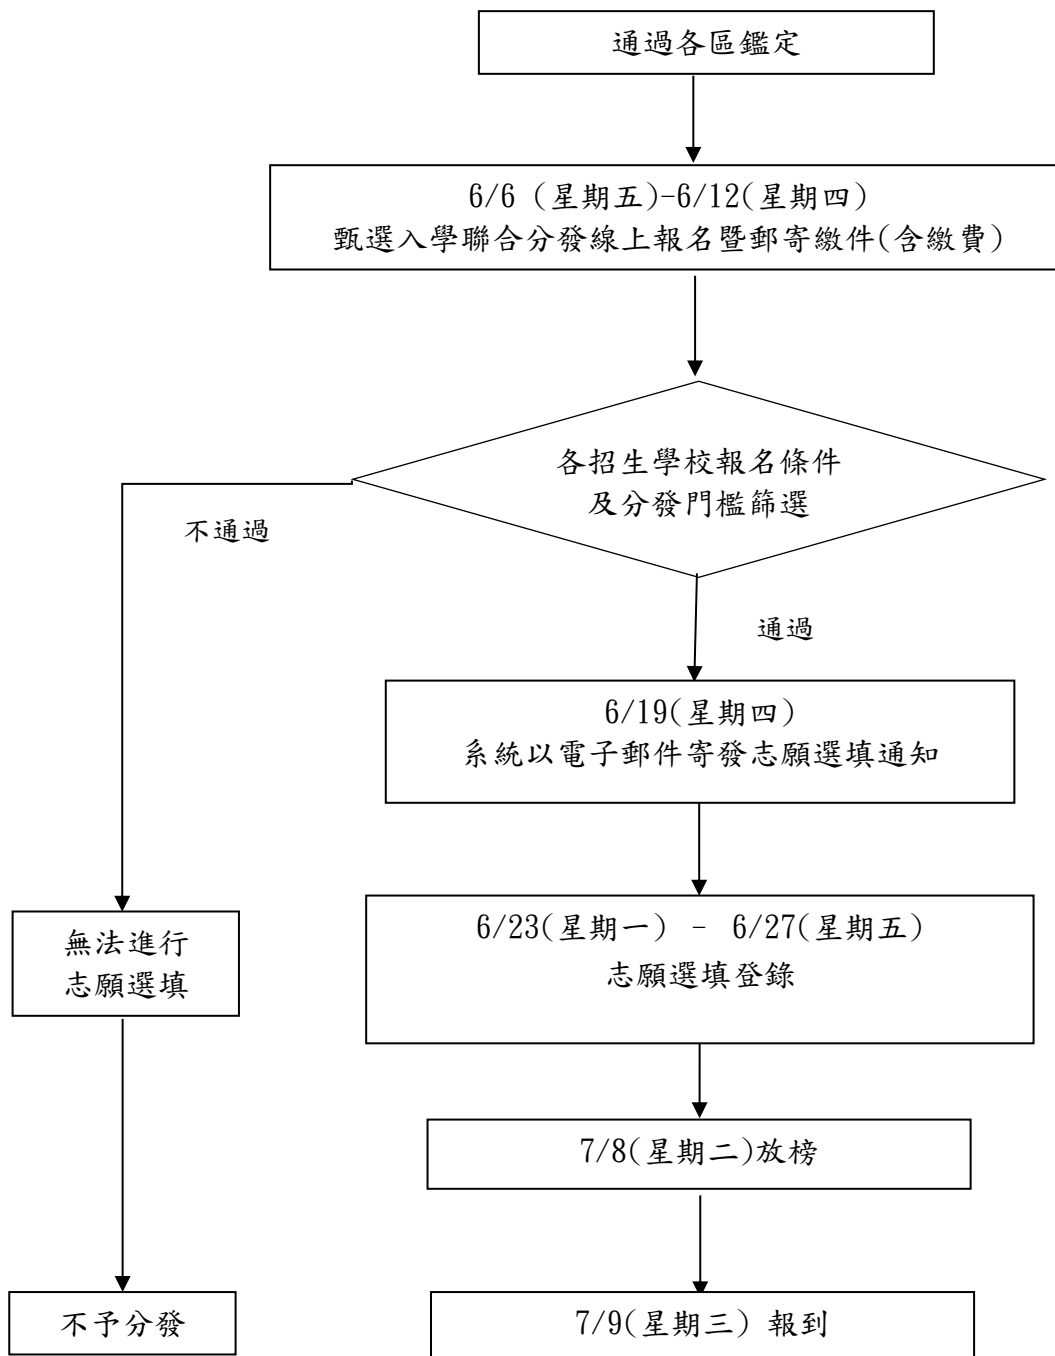 通過各區鑑定
6/6 (星期五)-6/12(星期四)
甄選入學聯合分發線上報名暨郵寄繳件(含繳費)
各招生學校報名條件
及分發門檻篩選
不通過
通過
6/19(星期四)
系統以電子郵件寄發志願選填通知
6/23(星期一) - 6/27(星期五)
志願選填登錄
無法進行
志願選填
7/8(星期二)放榜
不予分發
7/9(星期三) 報到